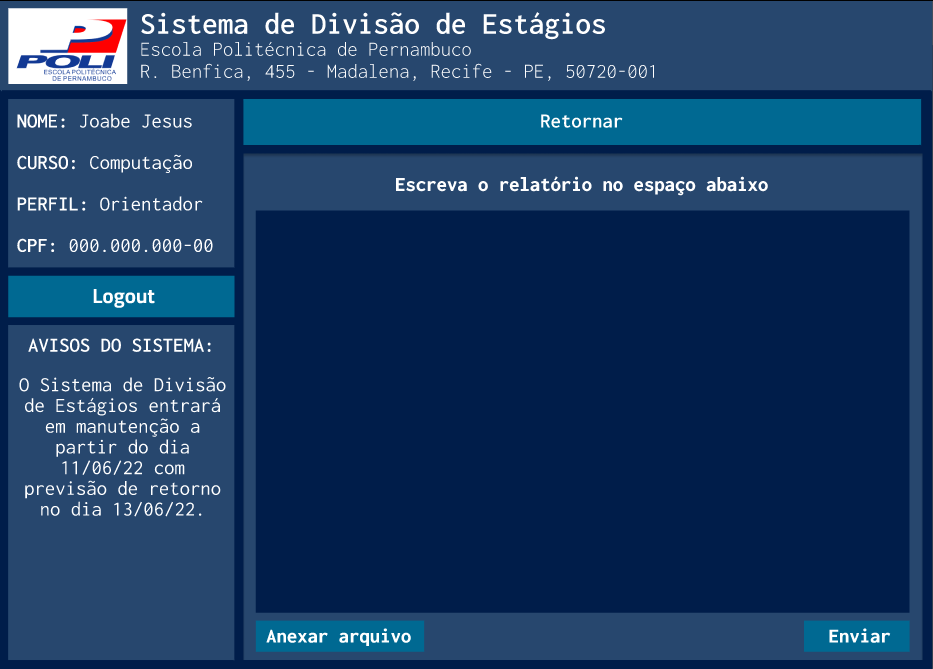 POLI
ESCOLA POLITÉCNICA
DE PERNAMBUCO
Sistema de Divisão de Estágios
Escola Politécnica de Pernambuco
R. Benfica, 455 - Madalena, Recife - PE, 50720-001
NOME: Joabe Jesus
CURSO: Computação
PERFIL: Orientador
CPF: 000.000.000-00
Logout
AVISOS DO SISTEMA:
O Sistema de Divisão
de Estágios entrará
em manutenção a
partir do dia
11/06/22 com
previsão de retorno
no dia 13/06/22.
Retornar
Escreva o relatório no espaço abaixo
Anexar arquivo
Enviar